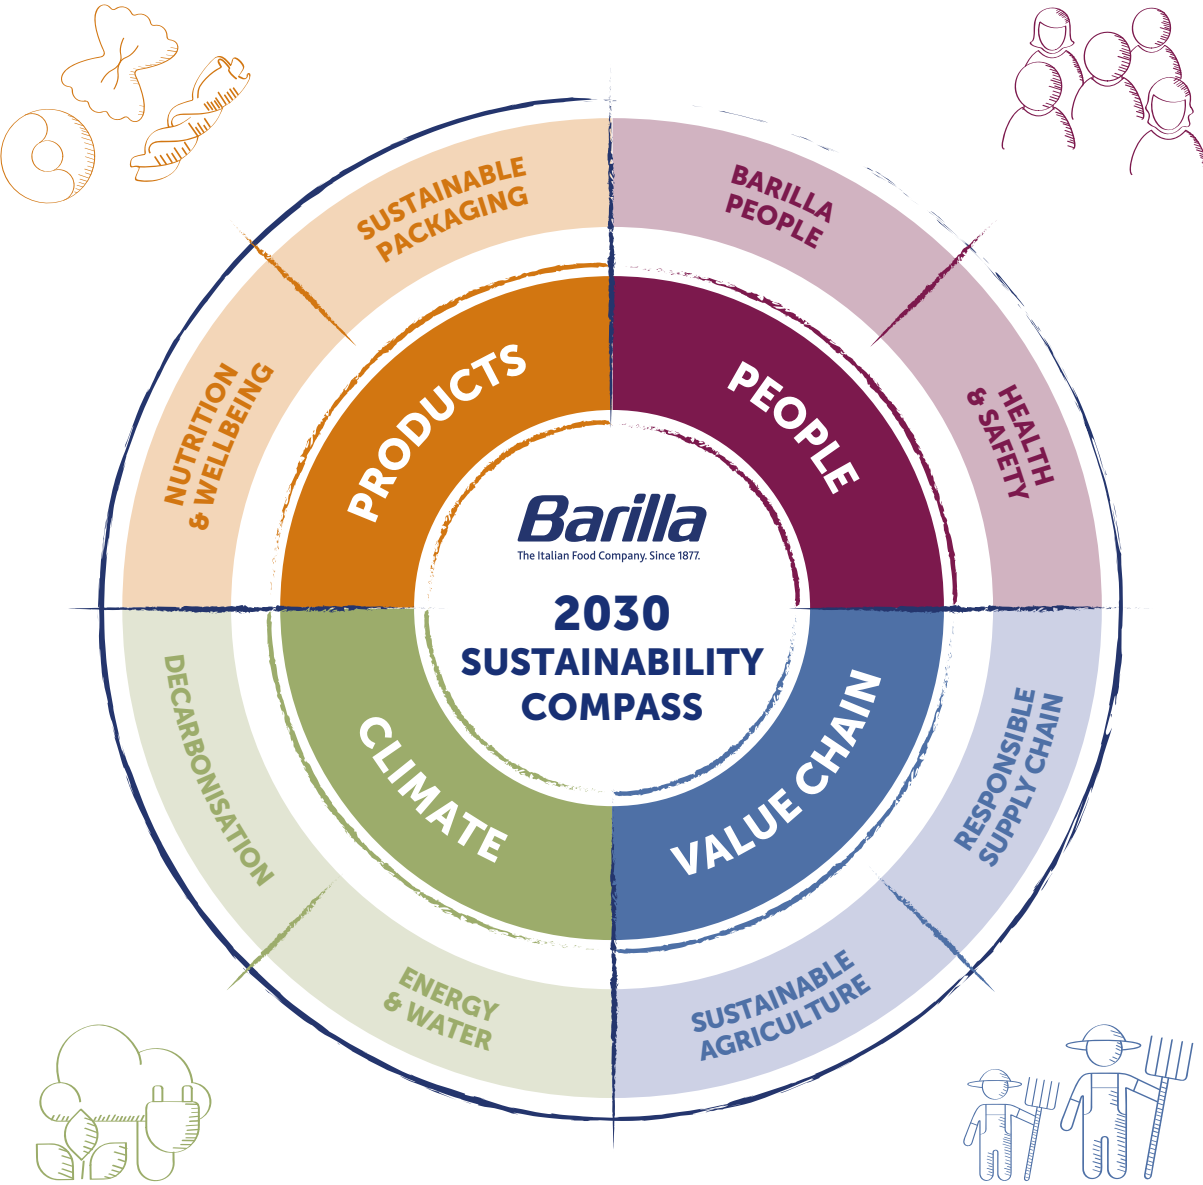 SUSTAINABLE
PACKAGING
BARILLA
PEOPLE
NUTRITION
& WELLBEING
HEALTH
& SAFETY
PRODUCTS
PEOPLE
Barilla
The Italian Food Company. Since 1877.
2030
SUSTAINABILITY
COMPASS
CLIMATE
VALUE CHAIN
DECARBONISATION
RESPONSIBLE
SUPPLY CHAIN
ENERGY
& WATER
SUSTAINABLE
AGRICULTURE